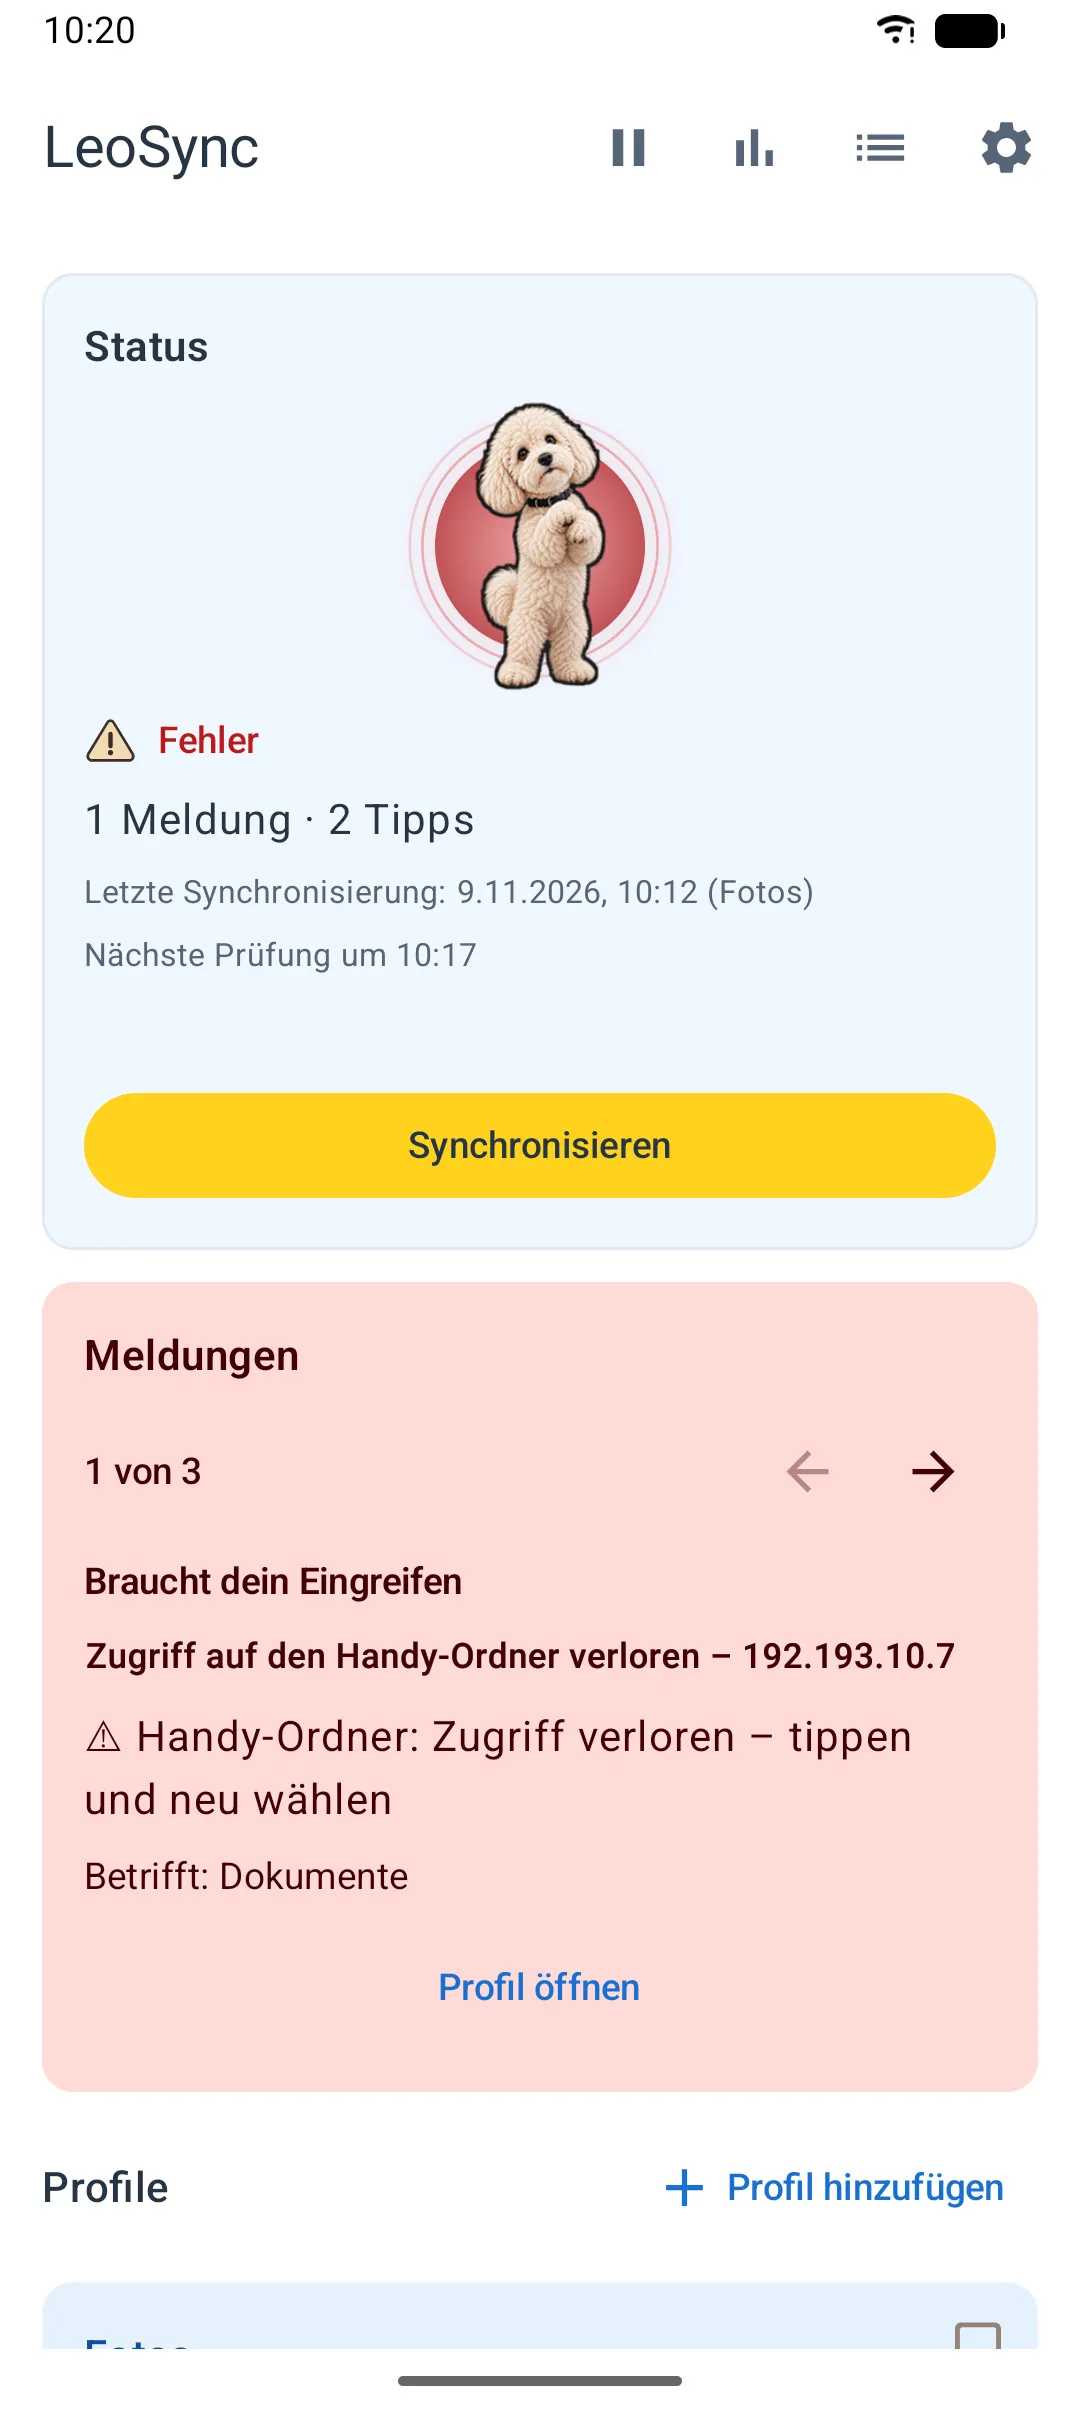 10:20
LeoSync
Status
Fehler
1 Meldung · 2 Tipps
Letzte Synchronisierung: 9.11.2026, 10:12 (Fotos)
Nächste Prüfung um 10:17
Synchronisieren
Meldungen
1 von 3
Braucht dein Eingreifen
Zugriff auf den Handy-Ordner verloren – 192.193.10.7
⚠ Handy-Ordner: Zugriff verloren – tippen
und neu wählen
Betrifft: Dokumente
Profil öffnen
Profile
+ Profil hinzufügen
Fotos